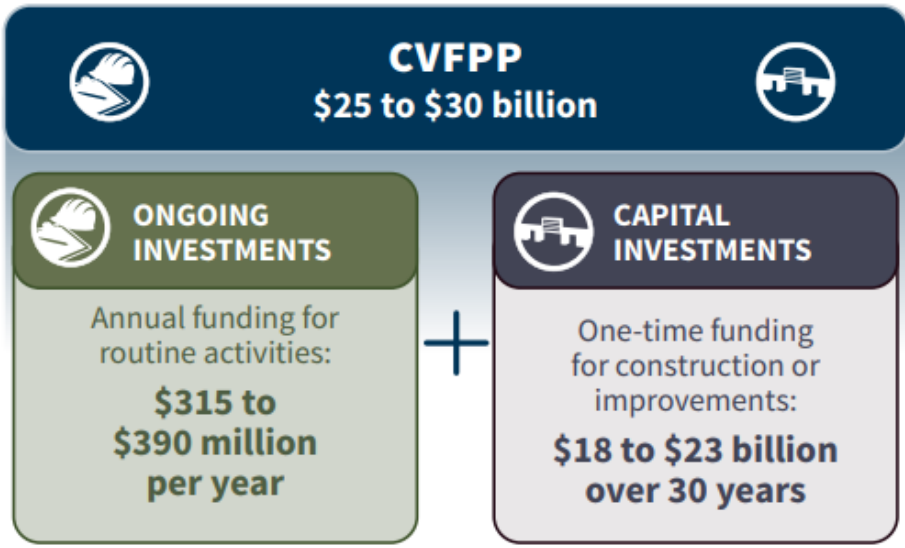 CVFPP
$25 to $30 billion
ONGOING
INVESTMENTS
Annual funding for
routine activities:
$315 to
$390 million
per year
CAPITAL
INVESTMENTS
One-time funding
for construction or
improvements:
$18 to $23 billion
over 30 years